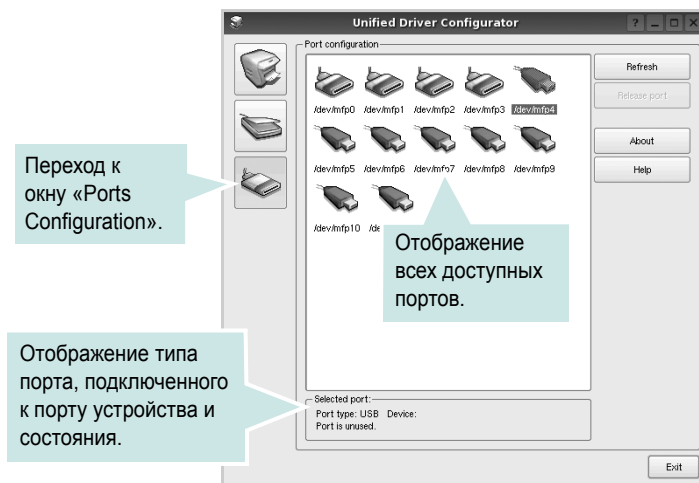 Unified Driver Configurator
Port configuration
/dev/mfp0 /dev/mfp1 /dev/mfp2 /dev/mfp3 /dev/mfp4
/dev/mfp5 /dev/mfp6 /dev/mfp7 /dev/mfp8 /dev/mfp9
/dev/mfp10
Refresh
Release port
About
Help
Переход к
окну «Ports
Configuration».
Отображение
всех доступных
портов.
Отображение типа
порта, подключенного
к порту устройства и
состояния.
Selected port:
Port type: USB Device:
Port is unused.
Exit